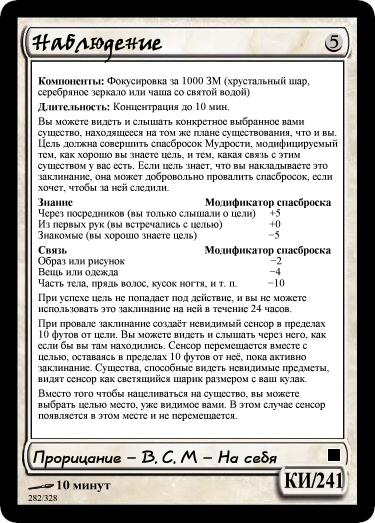 Наблюдение
5
Компоненты: Фокусировка за 1000 ЗМ (хрустальный шар,
серебряное зеркало или чаша со святой водой)
Длительность: Концентрация до 10 мин.
Вы можете видеть и слышать конкретное выбранное вами
существо, находящееся на том же плане существования, что и вы.
Цель должна совершить спасбросок Мудрости, модифицируемый
тем, как хорошо вы знаете цель, и тем, какая связь с этим
существом у вас есть. Если цель знает, что вы накладываете это
заклинание, она может добровольно провалить спасбросок, если
хочет, чтобы за ней следили.
Знание Модификатор спасброска
Через посредников (вы только слышали о цели) +5
Из первых рук (вы встречались с целью) +0
Знакомые (вы хорошо знаете цель) −5
Связь Модификатор спасброска
Образ или рисунок −2
Вещь или одежда −4
Часть тела, прядь волос, кусок ногтя, и т. п. −10
При успехе цель не попадает под действие, и вы не можете
использовать это заклинание на ней в течение 24 часов.
При провале заклинание создаёт невидимый сенсор в пределах
10 футов от цели. Вы можете видеть и слышать через него, как
если бы вы там находились. Сенсор перемещается вместе с
целью, оставаясь в пределах 10 футов от неё, пока активно
заклинание. Существа, способные видеть невидимые предметы,
видят сенсор как светящийся шарик размером с ваш кулак.
Вместо того чтобы нацеливаться на существо, вы можете
выбрать целью место, уже видимое вами. В этом случае сенсор
появляется в этом месте и не перемещается.
Прорицание – В, С, М – На себя
10 минут
КИ/241
282/328